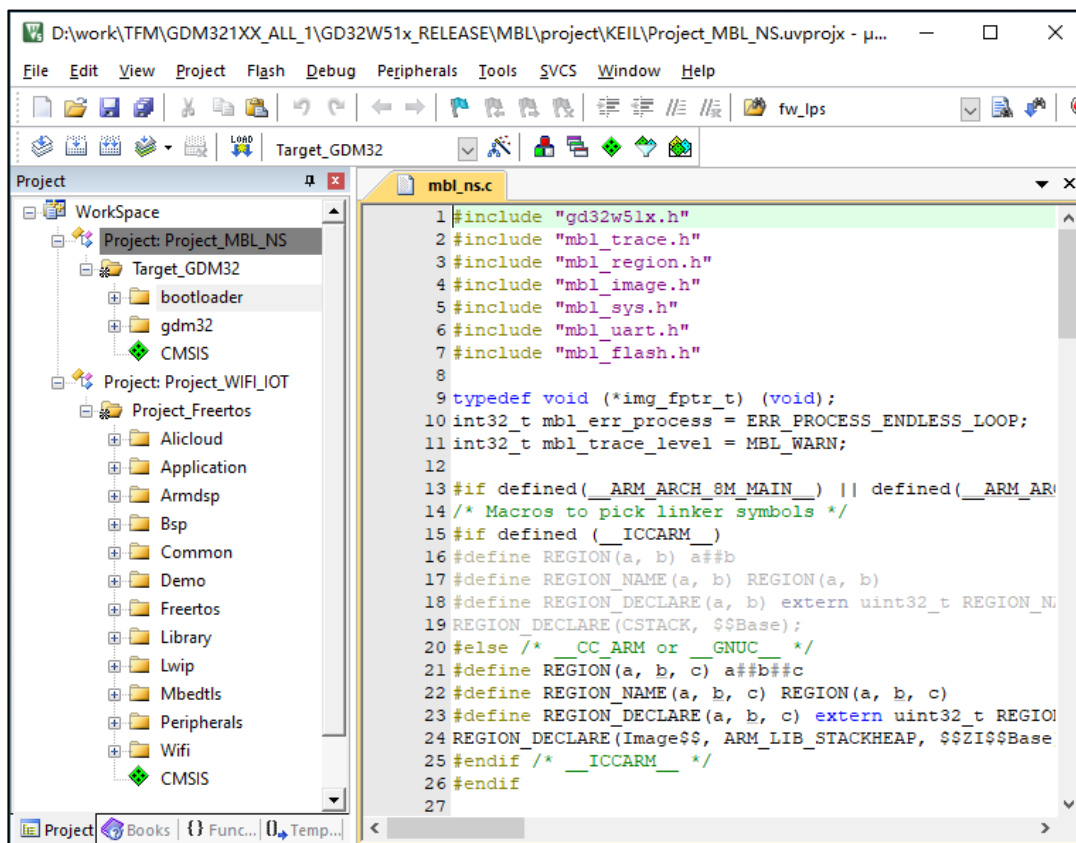 D:\work\TFM\GDM321XX_ALL_1\GD32W51x_RELEASE\MBL\project\KEIL\Project_MBL_NS.uvprojx - µ...
File Edit View Project Flash Debug Peripherals Tools SVCS Window Help
fw_lps
LOAD
Target_GDM32
Project
WorkSpace
Project: Project_MBL_NS
Target_GDM32
bootloader
gdm32
CMSIS
Project: Project_WIFI_IOT
Project_Freertos
Alicloud
Application
Armdsp
Bsp
Common
Demo
Freertos
Library
Lwip
Mbedtls
Peripherals
Wifi
CMSIS
Project Books {} Func... Temp...
mbl_ns.c
1 #include "gd32w51x.h"
2 #include "mbl_trace.h"
3 #include "mbl_region.h"
4 #include "mbl_image.h"
5 #include "mbl_sys.h"
6 #include "mbl_uart.h"
7 #include "mbl_flash.h"
8
9 typedef void (*img_fptr_t) (void);
10 int32_t mbl_err_process = ERR_PROCESS_ENDLESS_LOOP;
11 int32_t mbl_trace_level = MBL_WARN;
12
13 #if defined(__ARM_ARCH_8M_MAIN__) || defined(__ARM_AR
14 /* Macros to pick linker symbols */
15 #if defined (__ICCARM__)
16 #define REGION(a, b) a##b
17 #define REGION_NAME(a, b) REGION(a, b)
18 #define REGION_DECLARE(a, b) extern uint32_t REGION_N
19 REGION_DECLARE(CSTACK, $$Base);
20 #else /* __CC_ARM or __GNUC__ */
21 #define REGION(a, b, c) a##b##c
22 #define REGION_NAME(a, b, c) REGION(a, b, c)
23 #define REGION_DECLARE(a, b, c) extern uint32_t REGIO
24 REGION_DECLARE(Image$$, ARM_LIB_STACKHEAP, $$ZI$$Base
25 #endif /* __ICCARM__ */
26 #endif
27